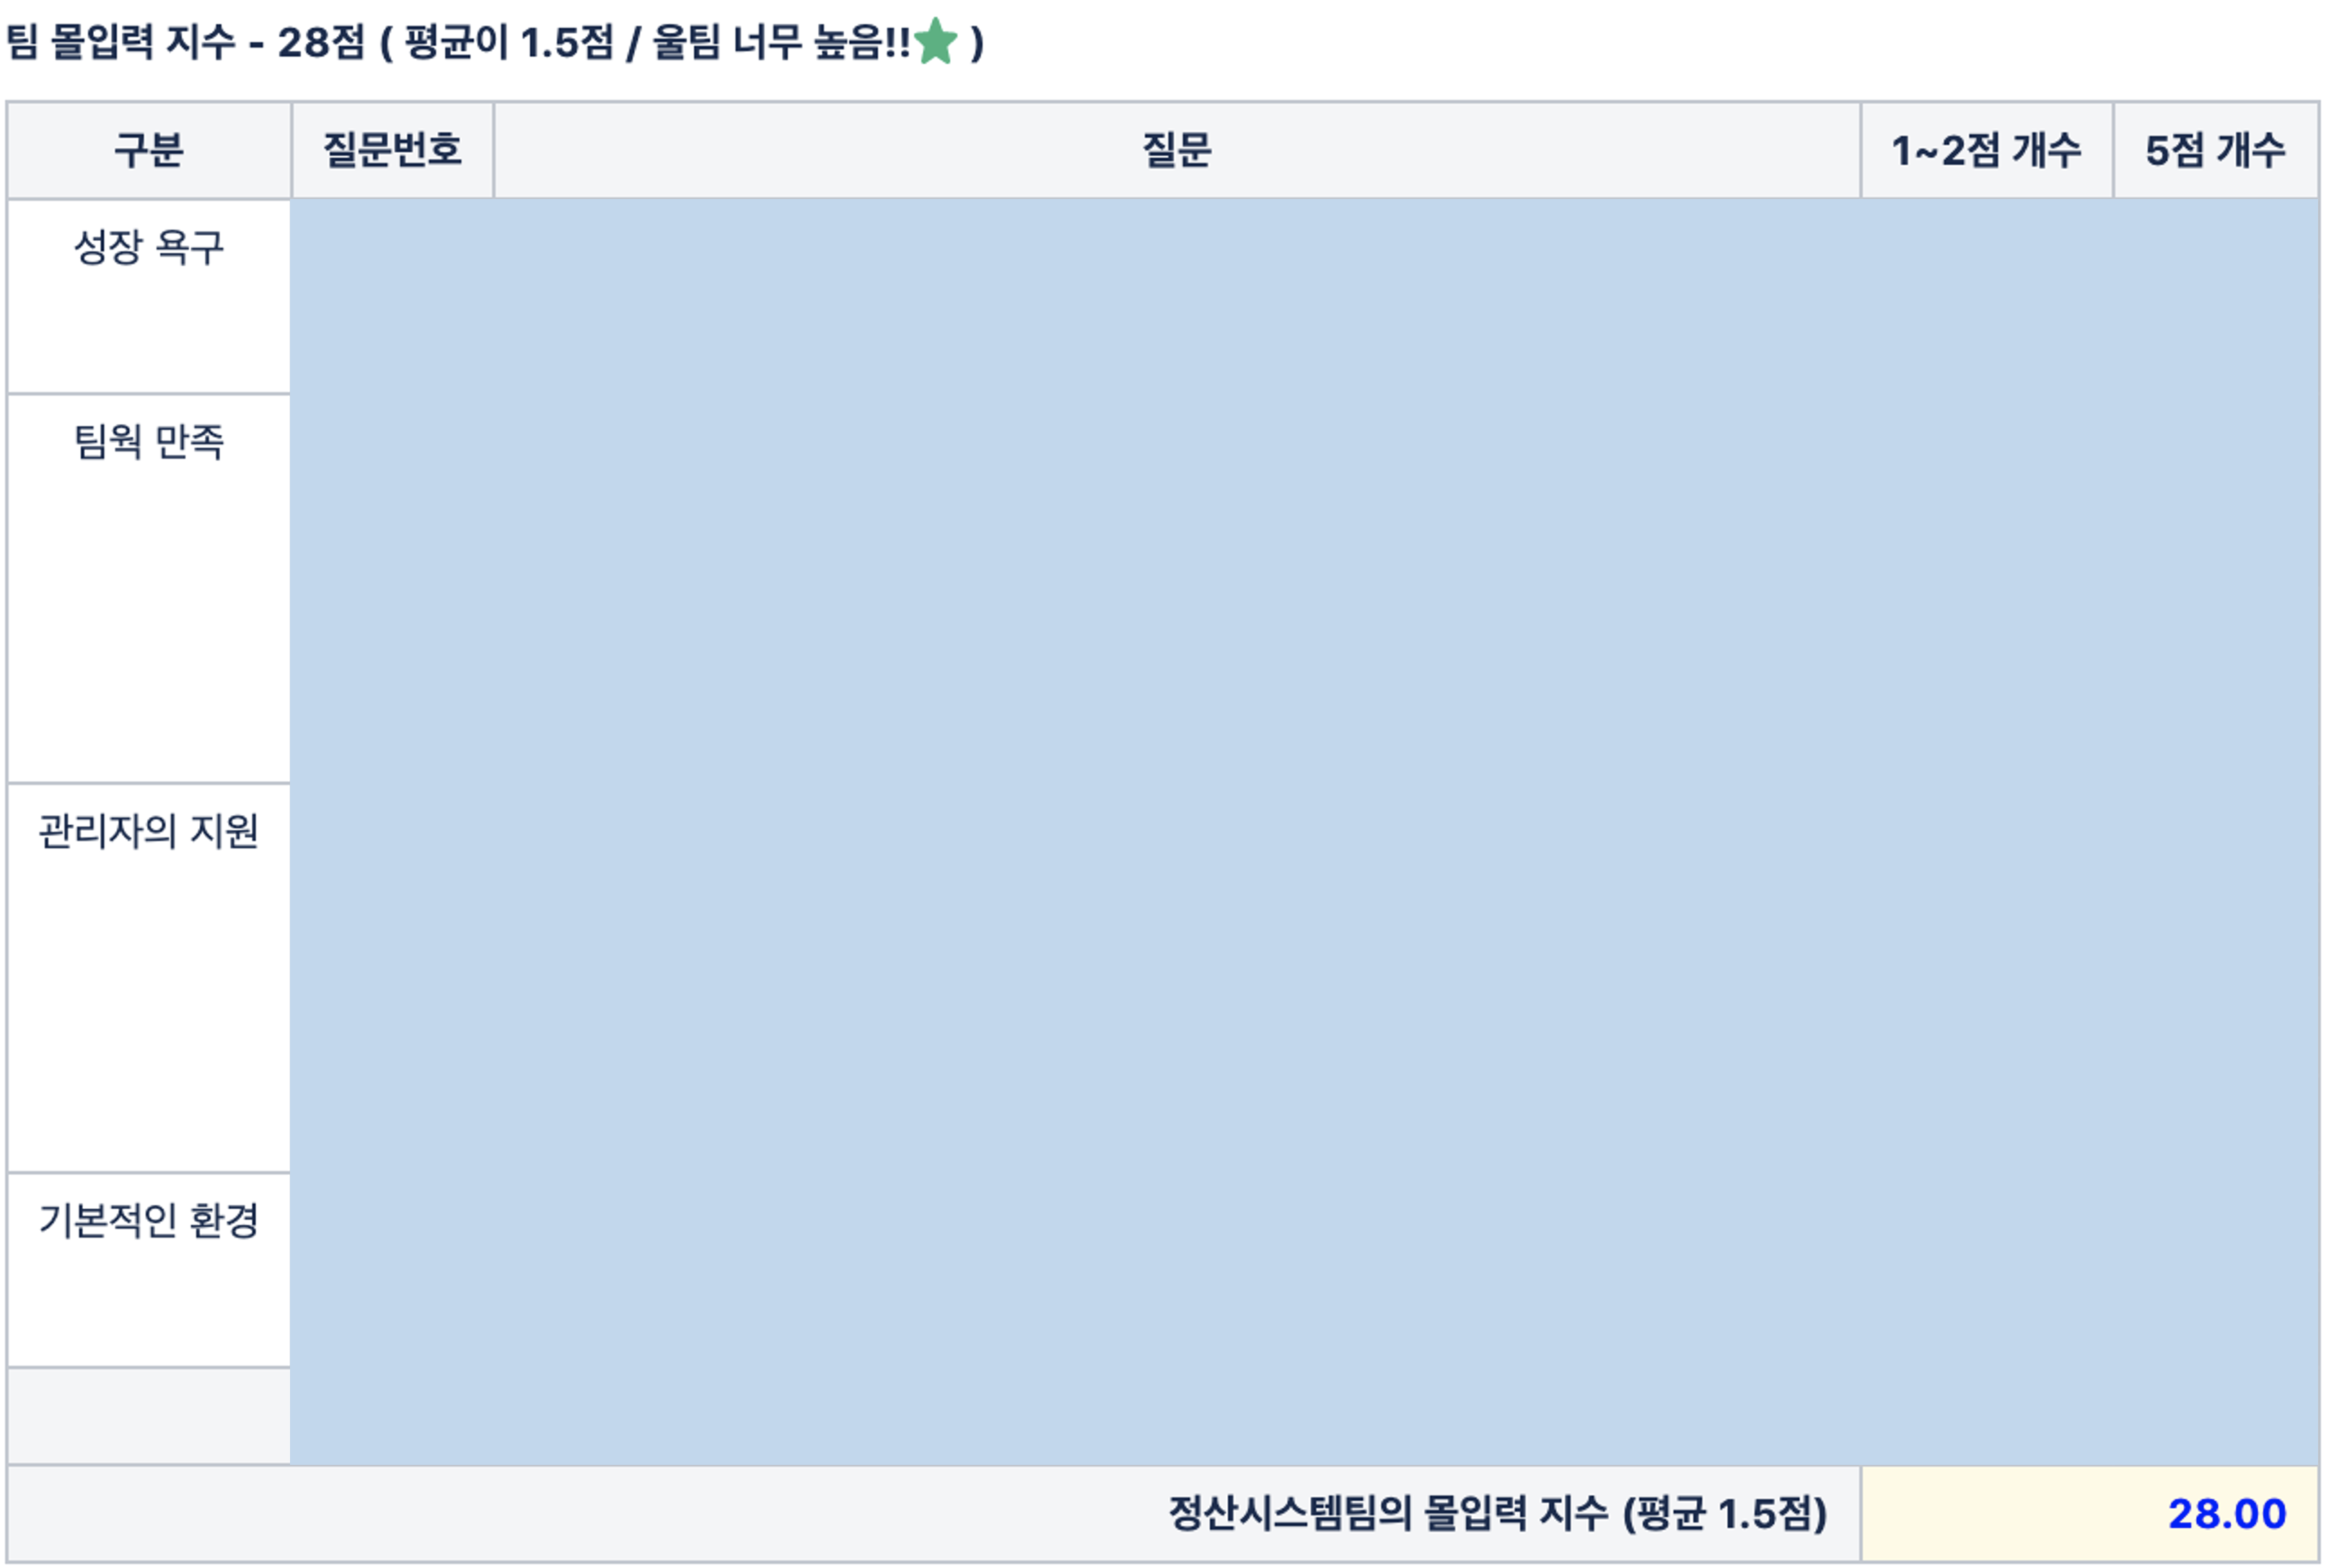 팀 몰입력 지수 - 28점 ( 평균이 1.5점 / 울팀 너무 높음!! )
구분 질문번호 질문 1~2점 개수 5점 개수
성장 욕구
팀웍 만족
관리자의 지원
기본적인 환경
정산시스템팀의 몰입력 지수 (평균 1.5점) 28.00